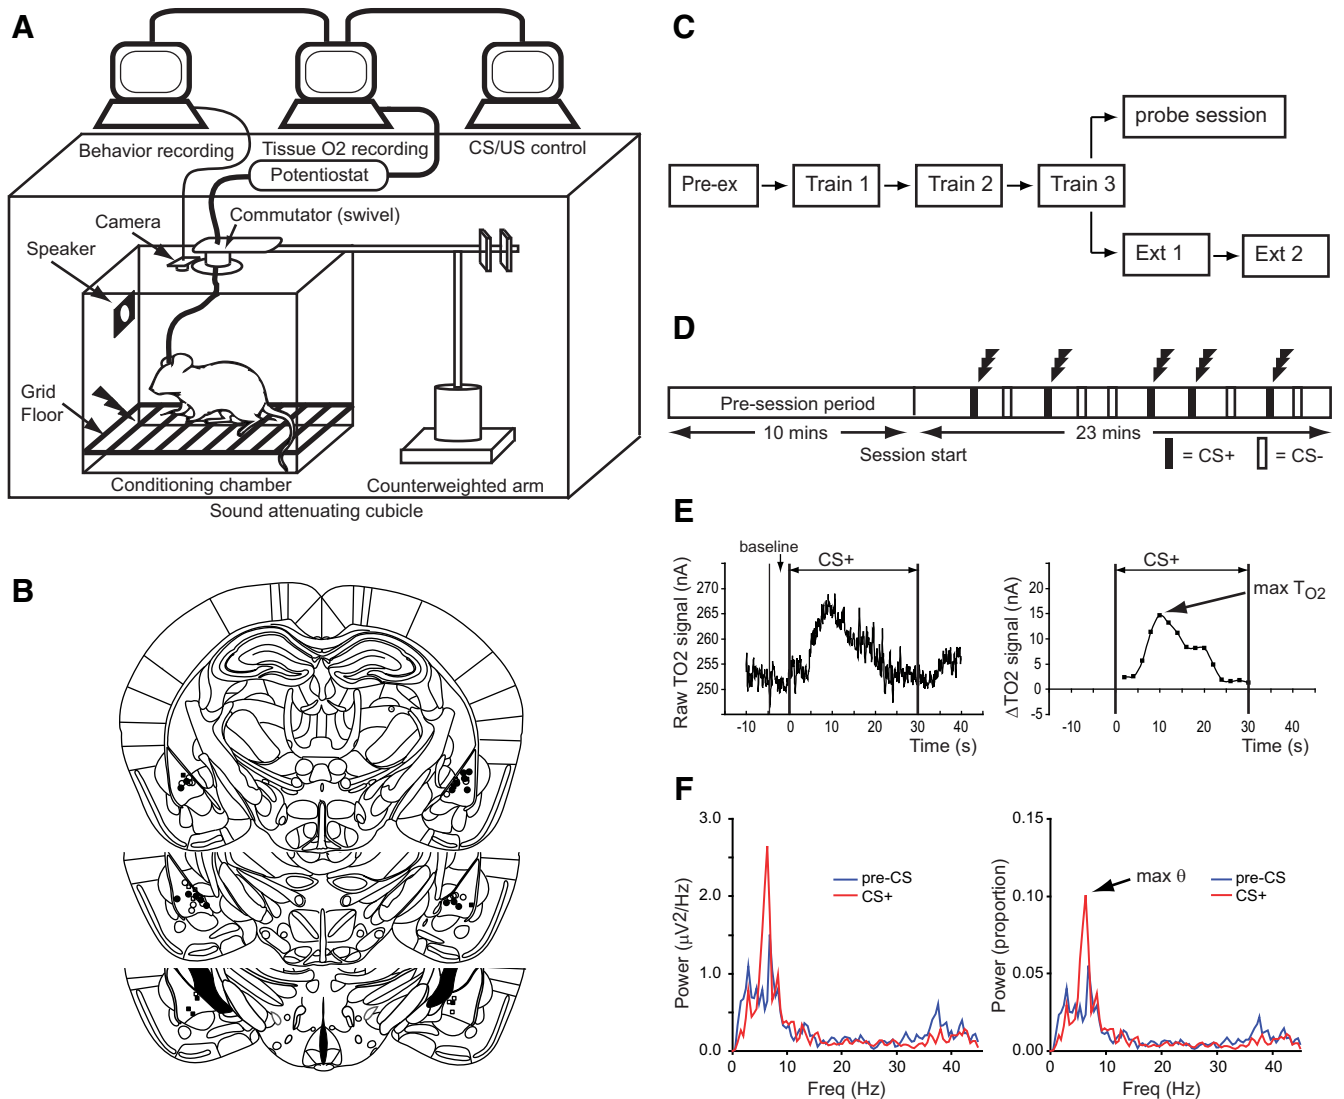 A
Behavior recording
Tissue O2 recording
CS/US control
Potentiostat
Commutator (swivel)
Camera
Speaker
Grid
Floor
Conditioning chamber
Counterweighted arm
Sound attenuating cubicle
B
C
Pre-ex
Train 1
Train 2
Train 3
probe session
Ext 1
Ext 2
D
Pre-session period
10 mins
23 mins
Session start
= CS+
= CS-
E
baseline
CS+
Raw TO2 signal (nA)
270
265
260
255
250
-10 0 10 20 30 40
Time (s)
CS+
max TO2
ΔTO2 signal (nA)
20
15
10
5
0
-5
-10 0 10 20 30 40
Time (s)
F
Power (μV2/Hz)
3.0
2.0
1.0
0.0
pre-CS
CS+
0 10 20 30 40
Freq (Hz)
Power (proportion)
0.15
0.10
0.05
0.00
max θ
pre-CS
CS+
0 10 20 30 40
Freq (Hz)